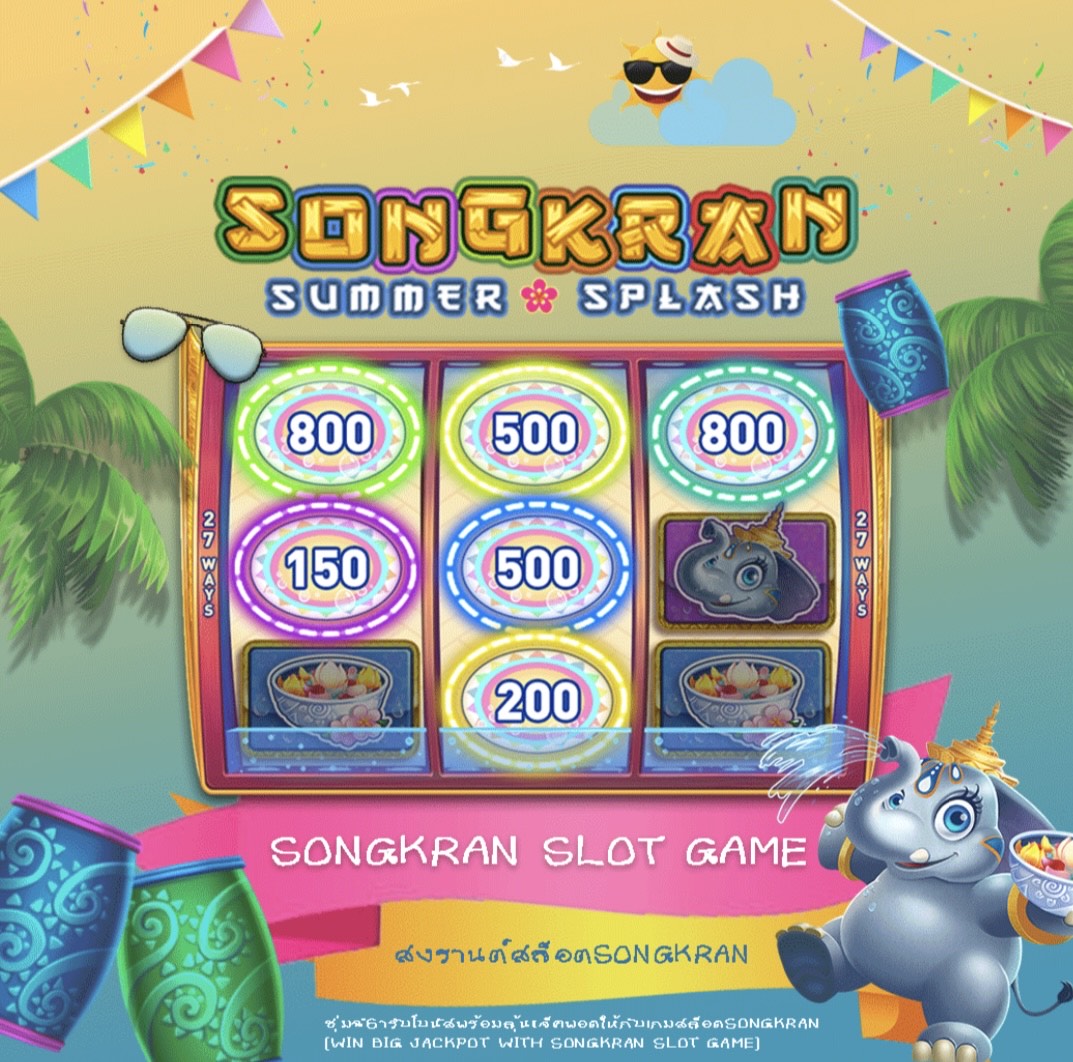 SONGKRAN
SUMMER SPLASH
800 500 800
150 500
200
27 WAYS
27 WAYS
SONGKRAN SLOT GAME
สงรานต์สล็อตSONGKRAN
[WIN BIG JACKPOT WITH SONGKRAN SLOT GAME]